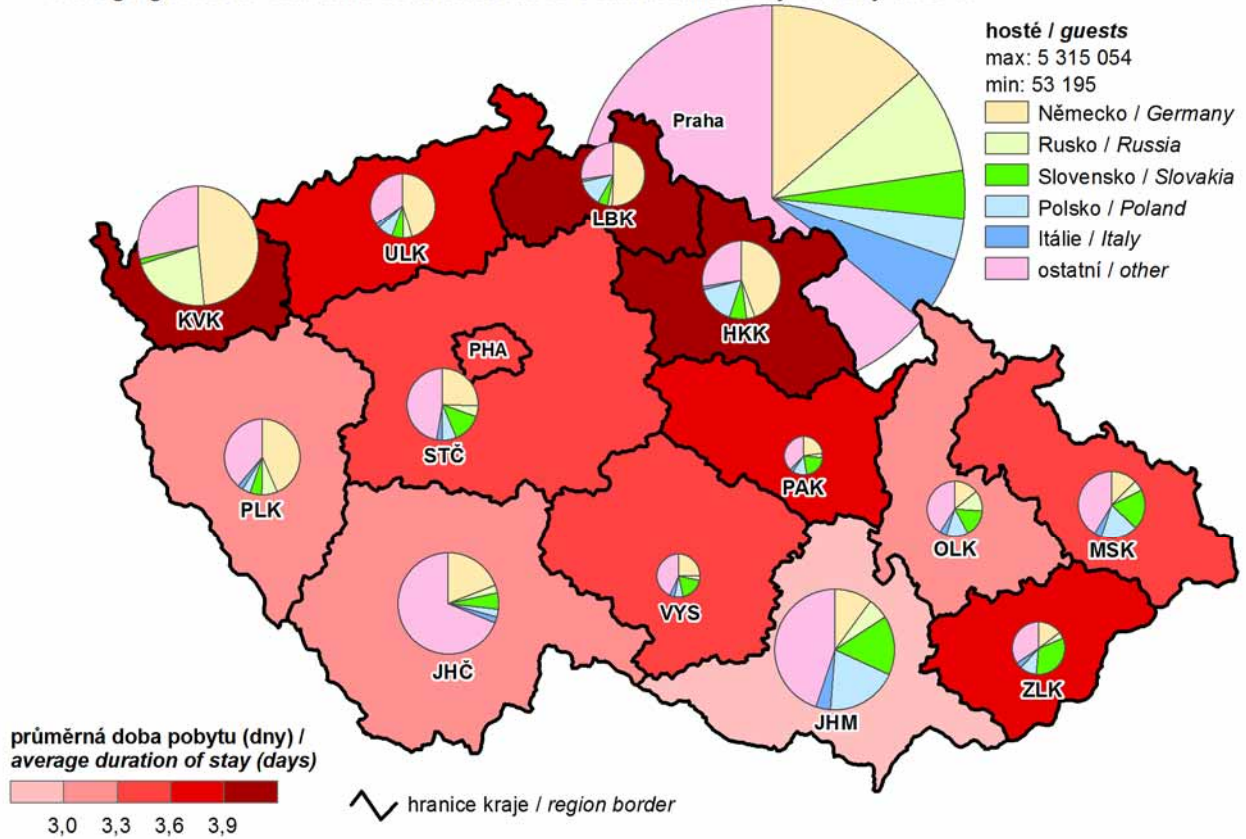 hosté / guests
max: 5 315 054
min: 53 195
Německo / Germany
Rusko / Russia
Slovensko / Slovakia
Polsko / Poland
Itálie / Italy
ostatní / other
Praha
LBK
ULK
KVK
HKK
PHA
STČ
PAK
PLK
OLK
MSK
VYS
JHČ
ZLK
JHM
průměrná doba pobytu (dny) /
average duration of stay (days)
3,0 3,3 3,6 3,9
hranice kraje / region border